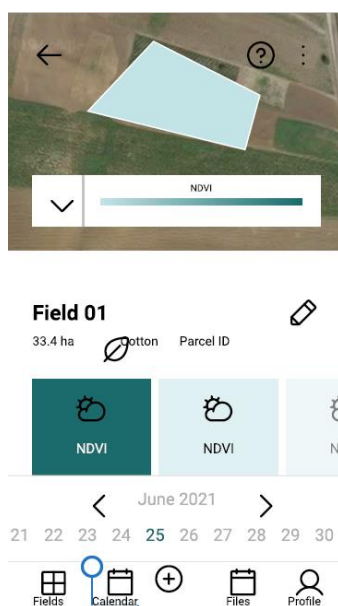 NDVI
Field 01
33.4 ha Cotton Parcel ID
NDVI NDVI N
June 2021
21 22 23 24 25 26 27 28 29 30
Fields Calendar Files Profile